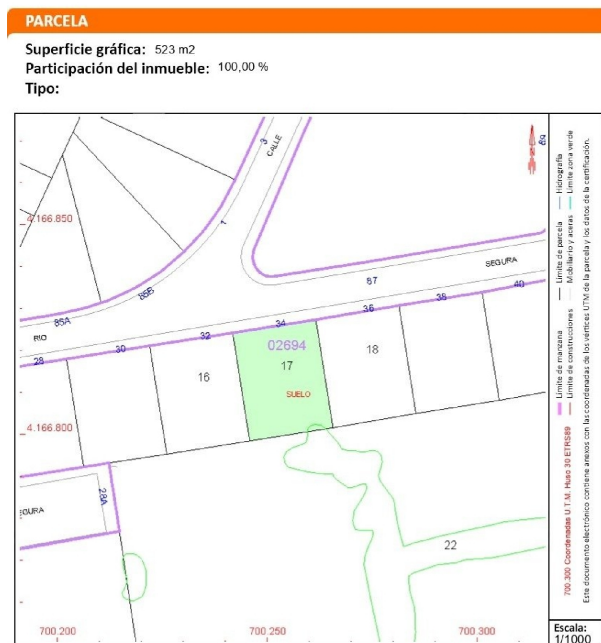 PARCELA
Superficie gráfica: 523 m2
Participación del inmueble: 100,00 %
Tipo:
3
CALLE
89
4.166.850
1
85B
85A
87
SEGURA
RIO
28
30
32
34
36
38
40
02694
16
17
18
SUELO
4.166.800
28A
EGURA
22
700.200
700.250
700.300
Límite de manzana
Límite de parcela
Hidrografía
Límite de construcciones
Mobiliario y aceras
Límite zona verde
700.300 Coordenadas U.T.M. Huso 30 ETRS89
Este documento electrónico contiene anexos con las coordenadas de los vértices UTM de la parcela y los datos de la certificación.
Escala:
1/1000